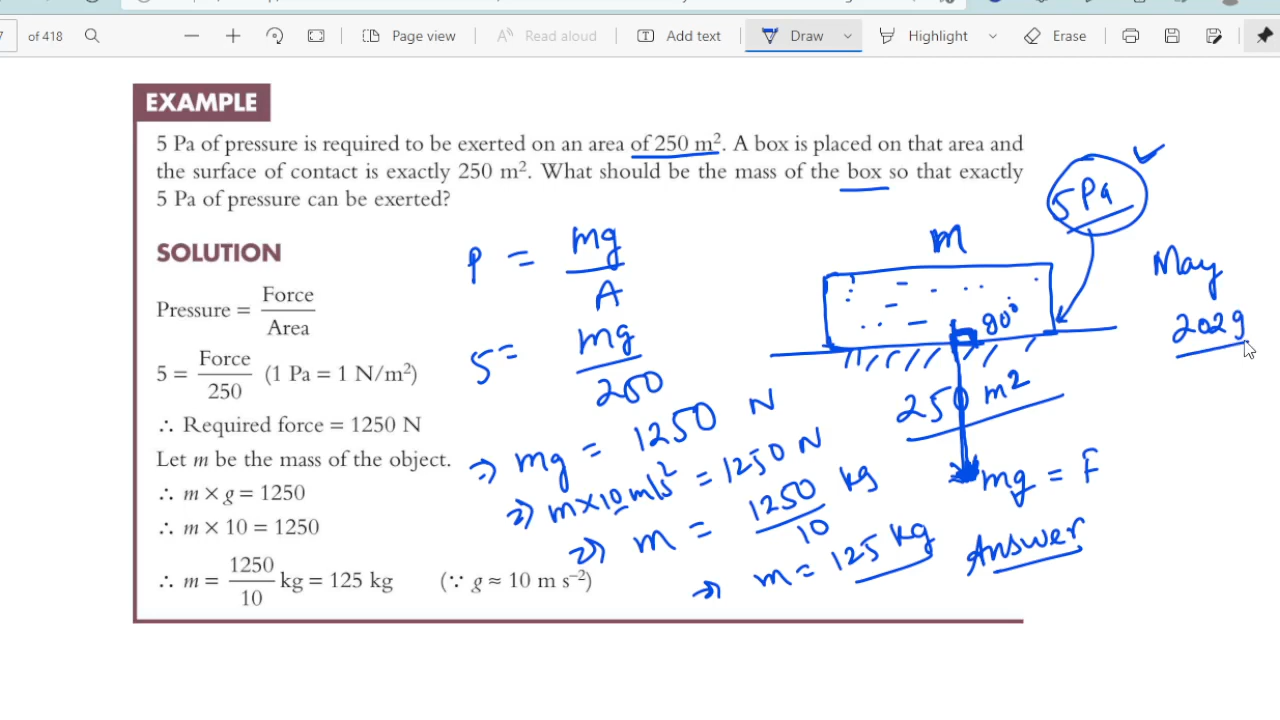 of 418
Page view
Read aloud
Add text
Draw
Highlight
Erase
EXAMPLE
5 Pa of pressure is required to be exerted on an area of 250 m². A box is placed on that area and
the surface of contact is exactly 250 m². What should be the mass of the box so that exactly
5 Pa of pressure can be exerted?
SOLUTION
Pressure = Force / Area
5 = Force / 250 (1 Pa = 1 N/m²)
∴ Required force = 1250 N
Let m be the mass of the object.
∴ m × g = 1250
∴ m × 10 = 1250
∴ m = 1250 / 10 kg = 125 kg (∵ g ≈ 10 m s⁻²)
P = mg / A
5 = mg / 250
⇒ mg = 1250 N
⇒ m × 10 m/s² = 1250 N
⇒ m = 1250 / 10 kg
⇒ m = 125 kg Answer
m
5 Pa
90°
250 m²
mg = F
May
2029